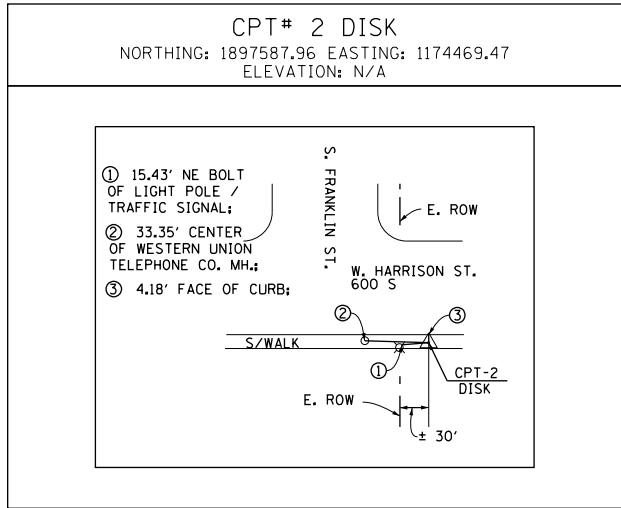 CPT# 2 DISK
NORTHING: 1897587.96 EASTING: 1174469.47
ELEVATION: N/A
① 15.43' NE BOLT
OF LIGHT POLE /
TRAFFIC SIGNAL;
② 33.35' CENTER
OF WESTERN UNION
TELEPHONE CO. MH.;
③ 4.18' FACE OF CURB;
S. FRANKLIN ST.
E. ROW
W. HARRISON ST.
600 S
②
③
S/WALK
①
CPT-2
DISK
E. ROW
± 30'